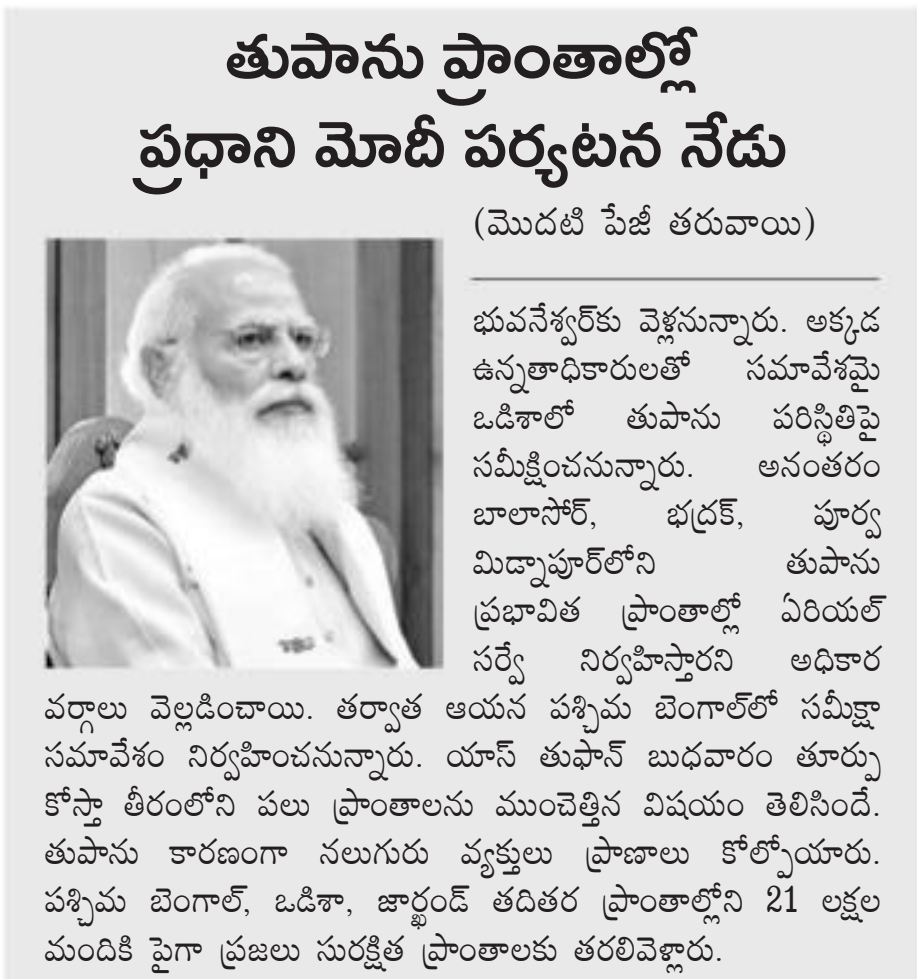 తుపాను ప్రాంతాల్లో
ప్రధాని మోదీ పర్యటన నేడు
(మొదటి పేజీ తరువాయి)
భువనేశ్వర్‌కు వెళ్లనున్నారు. అక్కడ
ఉన్నతాధికారులతో సమావేశమై
ఒడిశాలో తుపాను పరిస్థితిపై
సమీక్షించనున్నారు. అనంతరం
బాలాసోర్, భద్రక్, పూర్వ
మిడ్నాపూర్‌లోని తుపాను
ప్రభావిత ప్రాంతాల్లో ఏరియల్
సర్వే నిర్వహిస్తారని అధికార
వర్గాలు వెల్లడించాయి. తర్వాత ఆయన పశ్చిమ బెంగాల్‌లో సమీక్షా
సమావేశం నిర్వహించనున్నారు. యాస్ తుఫాన్ బుధవారం తూర్పు
కోస్తా తీరంలోని పలు ప్రాంతాలను ముంచెత్తిన విషయం తెలిసిందే.
తుపాను కారణంగా నలుగురు వ్యక్తులు ప్రాణాలు కోల్పోయారు.
పశ్చిమ బెంగాల్, ఒడిశా, జార్ఖండ్ తదితర ప్రాంతాల్లోని 21 లక్షల
మందికి పైగా ప్రజలు సురక్షిత ప్రాంతాలకు తరలివెళ్లారు.